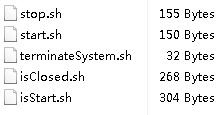 stop.sh 155 Bytes
start.sh 150 Bytes
terminateSystem.sh 32 Bytes
isClosed.sh 268 Bytes
isStart.sh 304 Bytes